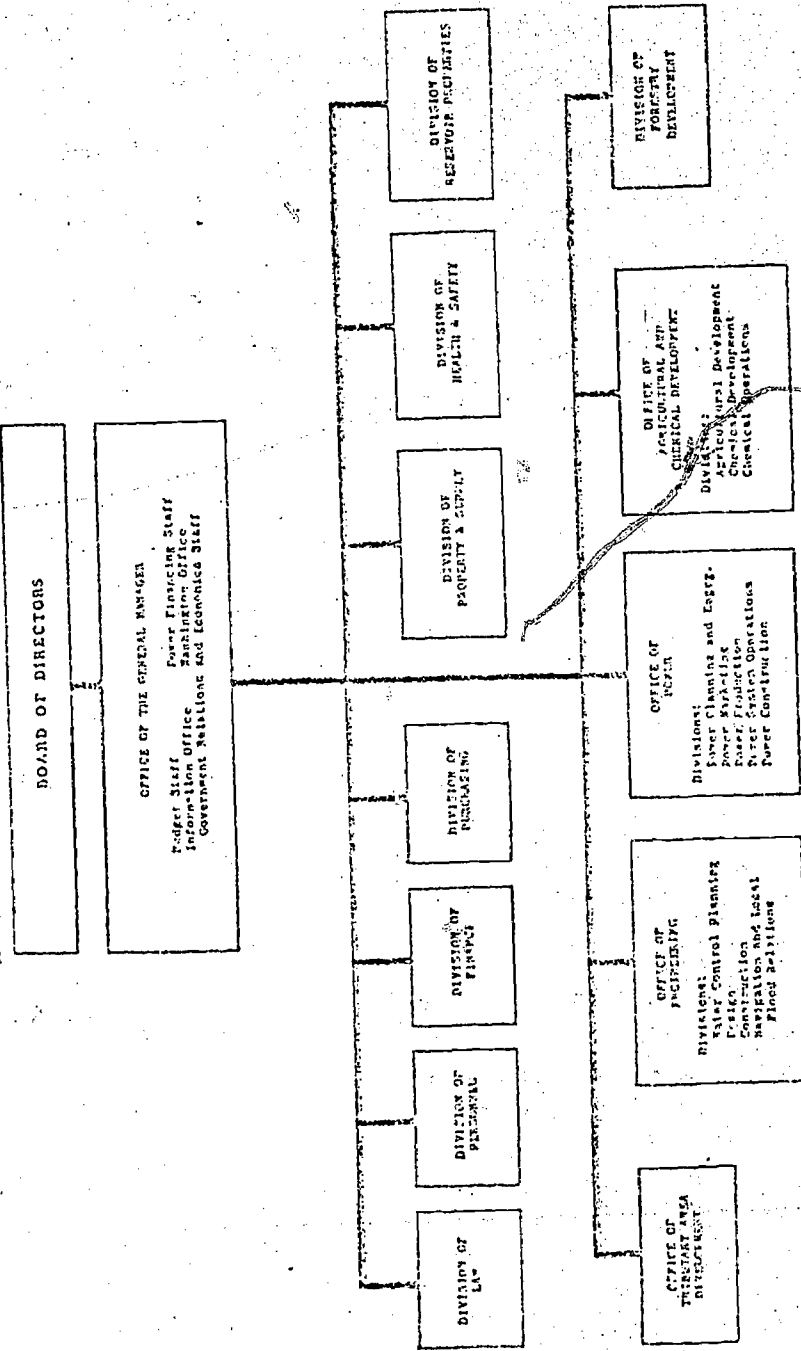 BOARD OF DIRECTORS
OFFICE OF THE GENERAL MANAGER
Budget Staff Power Financing Staff
Information Office Washington Office
Government Relations and Economics Staff
DIVISION OF
LAW
DIVISION OF
PERSONNEL
DIVISION OF
FINANCE
DIVISION OF
PURCHASING
DIVISION OF
PROPERTY & SUPPLY
DIVISION OF
HEALTH & SAFETY
DIVISION OF
RESERVOIR PROPERTIES
OFFICE OF
TRIBUTARY AREA
DEVELOPMENT
OFFICE OF
ENGINEERING
Divisions:
Water Control Planning
Design
Construction
Navigation and Local
Flood Relations
OFFICE OF
POWER
Divisions:
Power Planning and Engrg.
Power Marketing
Power Production
Power System Operations
Power Construction
OFFICE OF
AGRICULTURAL AND
CHEMICAL DEVELOPMENT
Divisions:
Agricultural Development
Chemical Development
Chemical Operations
DIVISION OF
FORESTRY
DEVELOPMENT